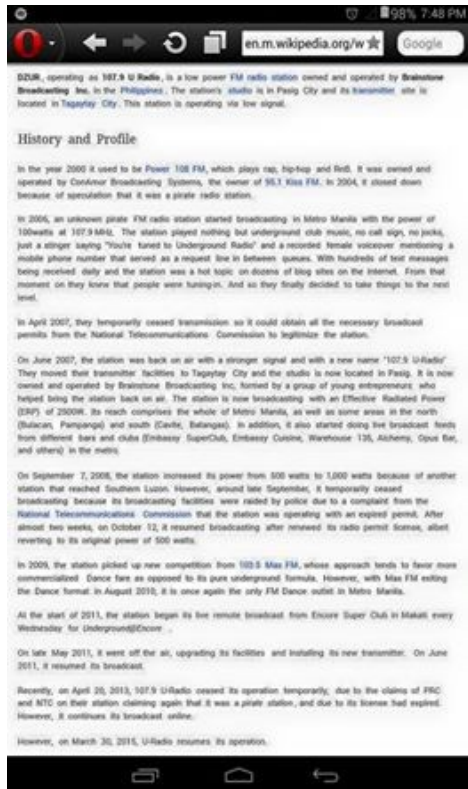 98% 7:48 PM
en.m.wikipedia.org/w
Google
DZUR, operating as 107.9 U Radio, is a low power FM radio station owned and operated by Brainstone
Broadcasting Inc. in the Philippines. The station's studio is in Pasig City and its transmitter site is
located in Tagaytay City. This station is operating via low signal.
History and Profile
In the year 2000 it used to be Power 108 FM, which plays rap, hip-hop and RnB. It was owned and
operated by ConAmor Broadcasting Systems, the owner of 95.1 Kiss FM. In 2004, it closed down
because of speculation that it was a pirate radio station.
In 2006, an unknown pirate FM radio station started broadcasting in Metro Manila with the power of
100watts at 107.9 MHz. The station played nothing but underground club music, no call sign, no jocks,
just a stinger saying "You're tuned to Underground Radio" and a recorded female voiceover mentioning a
mobile phone number that served as a request line in between queues. With hundreds of text messages
being received daily and the station was a hot topic on dozens of blog sites on the Internet. From that
moment on they knew that people were tuning-in. And so they finally decided to take things to the next
level.
In April 2007, they temporarily ceased transmission so it could obtain all the necessary broadcast
permits from the National Telecommunications Commission to legitimize the station.
On June 2007, the station was back on air with a stronger signal and with a new name "107.9 U-Radio"
They moved their transmitter facilities to Tagaytay City and the studio is now located in Pasig. It is now
owned and operated by Brainstone Broadcasting Inc, formed by a group of young entrepreneurs who
helped bring the station back on air. The station is now broadcasting with an Effective Radiated Power
(ERP) of 2500W. Its reach comprises the whole of Metro Manila, as well as some areas in the north
(Bulacan, Pampanga) and south (Cavite, Batangas). In addition, it also started doing live broadcast feeds
from different bars and clubs (Embassy SuperClub, Embassy Cuisine, Warehouse 135, Alchemy, Opus Bar,
and others) in the metro.
On September 7, 2008, the station increased its power from 500 watts to 1,000 watts because of another
station that reached Southern Luzon. However, around late September, it temporarily ceased
broadcasting because its broadcasting facilities were raided by police due to a complaint from the
National Telecommunications Commission that the station was operating with an expired permit. After
almost two weeks, on October 12, it resumed broadcasting after renewed its radio permit license, albeit
reverting to its original power of 500 watts.
In 2009, the station picked up new competition from 103.5 Max FM, whose approach tends to favor more
commercialized Dance fare as opposed to its pure underground formula. However, with Max FM exiting
the Dance format in August 2010, it is once again the only FM Dance outlet in Metro Manila.
At the start of 2011, the station began its live remote broadcast from Encore Super Club in Makati every
Wednesday for Underground@Encore .
On late May 2011, it went off the air, upgrading its facilities and installing its new transmitter. On June
2011, it resumed its broadcast.
Recently, on April 20, 2013, 107.9 U-Radio ceased its operation temporarily, due to the claims of PRC
and NTC on their station claiming again that it was a pirate station, and due to its license had expired.
However, it continues its broadcast online.
However, on March 30, 2015, U-Radio resumes its operation.